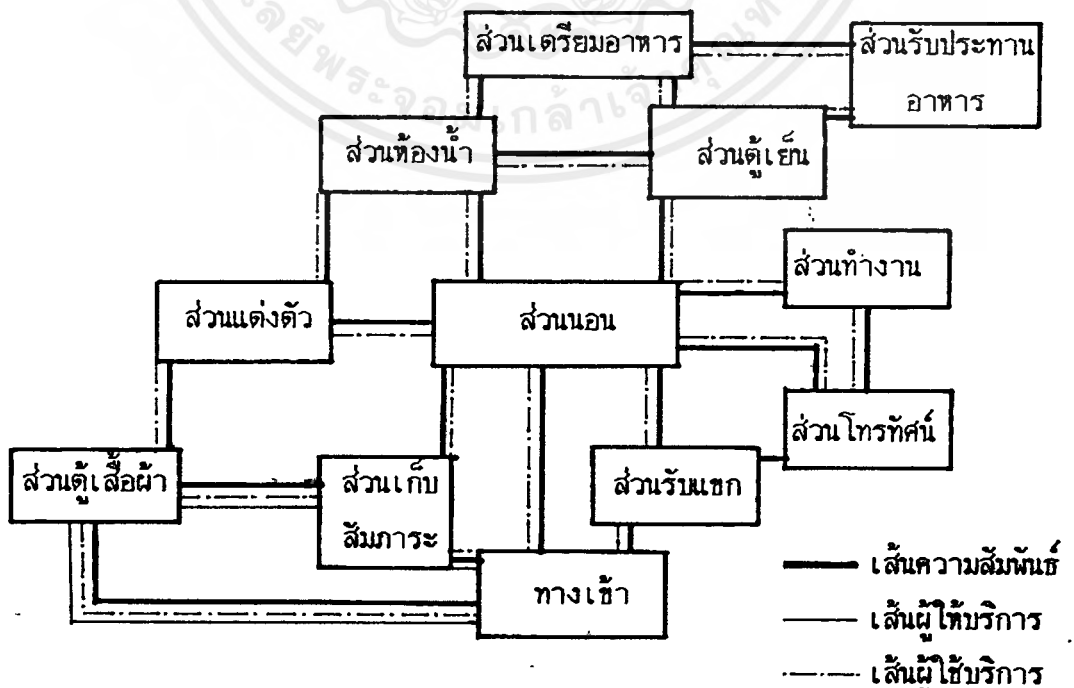 ส่วนเตรียมอาหาร
ส่วนรับประทาน
อาหาร
ส่วนห้องน้ำ
ส่วนตู้เย็น
ส่วนทำงาน
ส่วนแต่งตัว
ส่วนนอน
ส่วนโทรทัศน์
ส่วนตู้เสื้อผ้า
ส่วนเก็บ
สัมภาระ
ส่วนรับแขก
ทางเข้า
เส้นความสัมพันธ์
เส้นผู้ให้บริการ
เส้นผู้ใช้บริการ